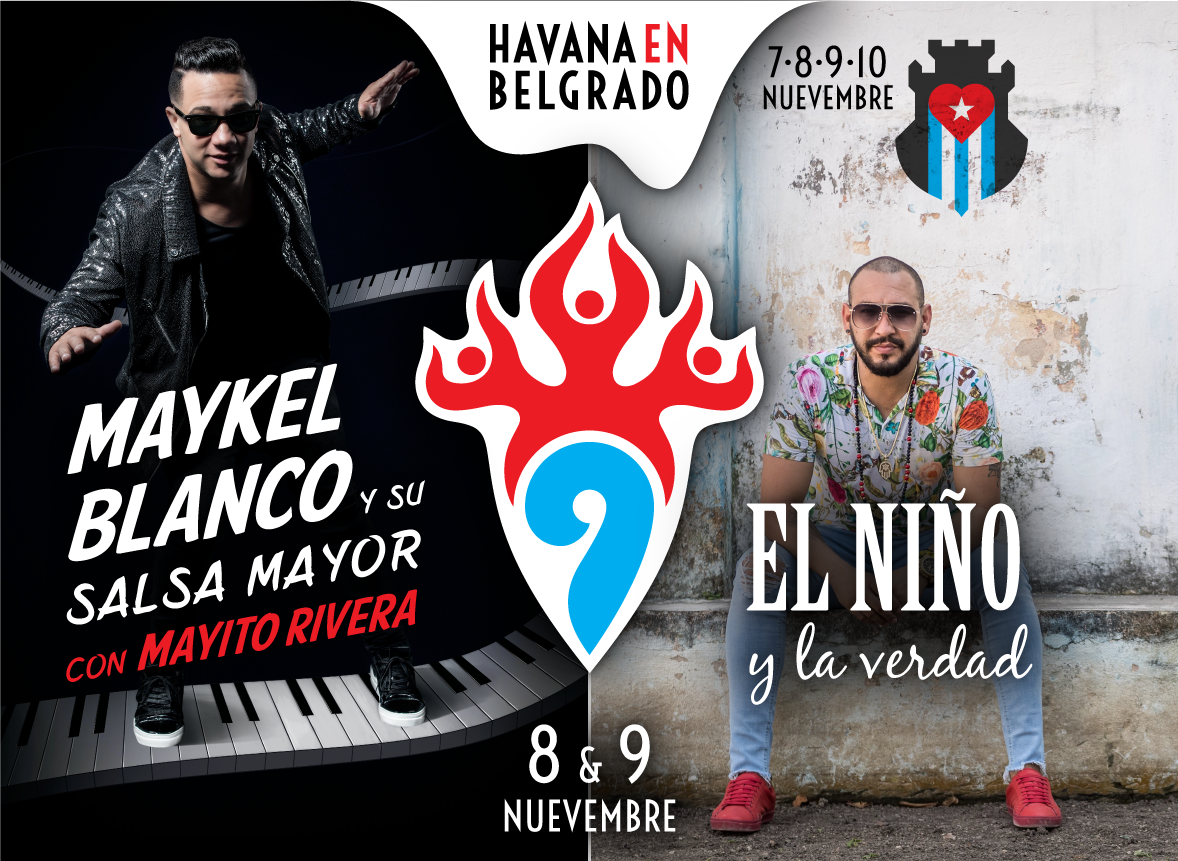 HAVANA EN
BELGRADO
7·8·9·10
NUEVEMBRE
MAYKEL
BLANCO Y SU
SALSA MAYOR
CON MAYITO RIVERA
9
EL NIÑO
y la verdad
8 & 9
NUEVEMBRE